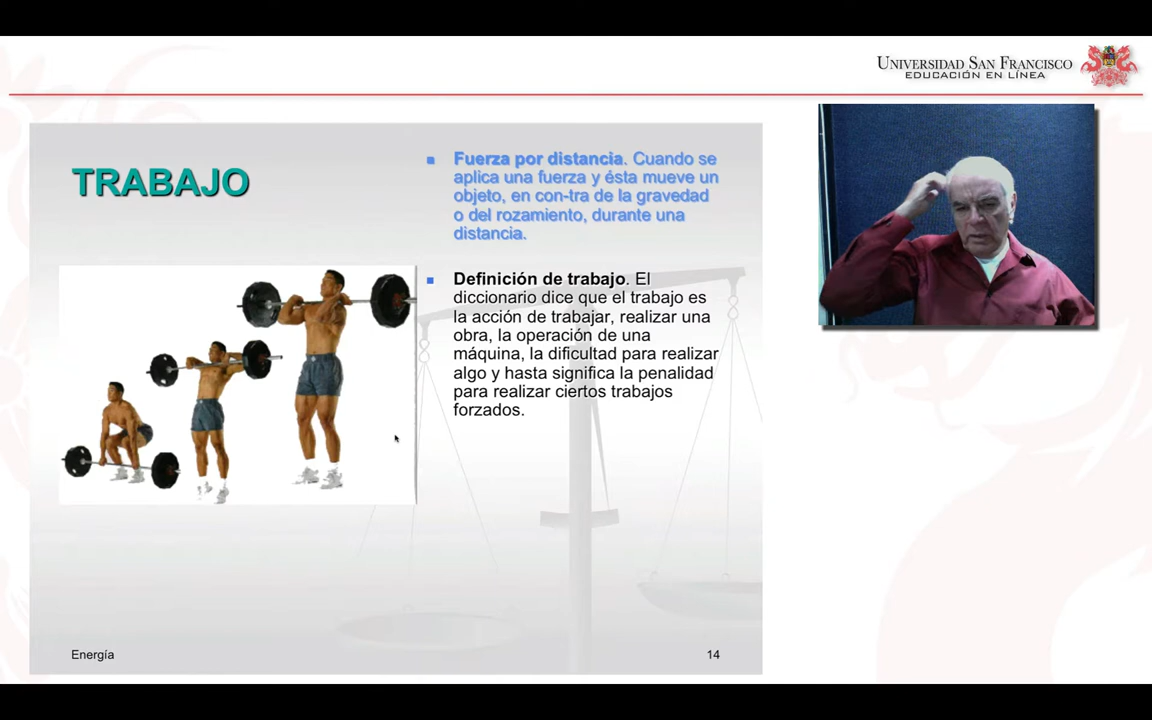 UNIVERSIDAD SAN FRANCISCO
EDUCACIÓN EN LÍNEA
TRABAJO
Fuerza por distancia. Cuando se
aplica una fuerza y ésta mueve un
objeto, en con-tra de la gravedad
o del rozamiento, durante una
distancia.
Definición de trabajo. El
diccionario dice que el trabajo es
la acción de trabajar, realizar una
obra, la operación de una
máquina, la dificultad para realizar
algo y hasta significa la penalidad
para realizar ciertos trabajos
forzados.
Energía
14